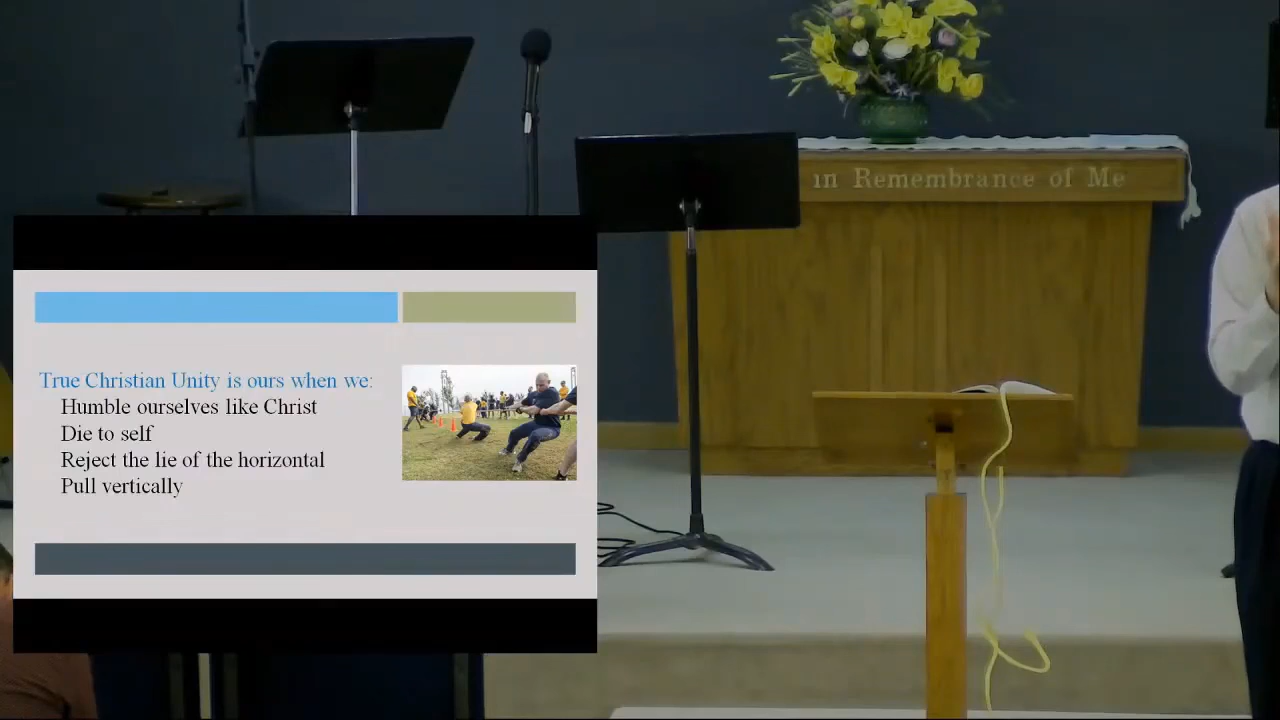 in Remembrance of Me
True Christian Unity is ours when we:
Humble ourselves like Christ
Die to self
Reject the lie of the horizontal
Pull vertically